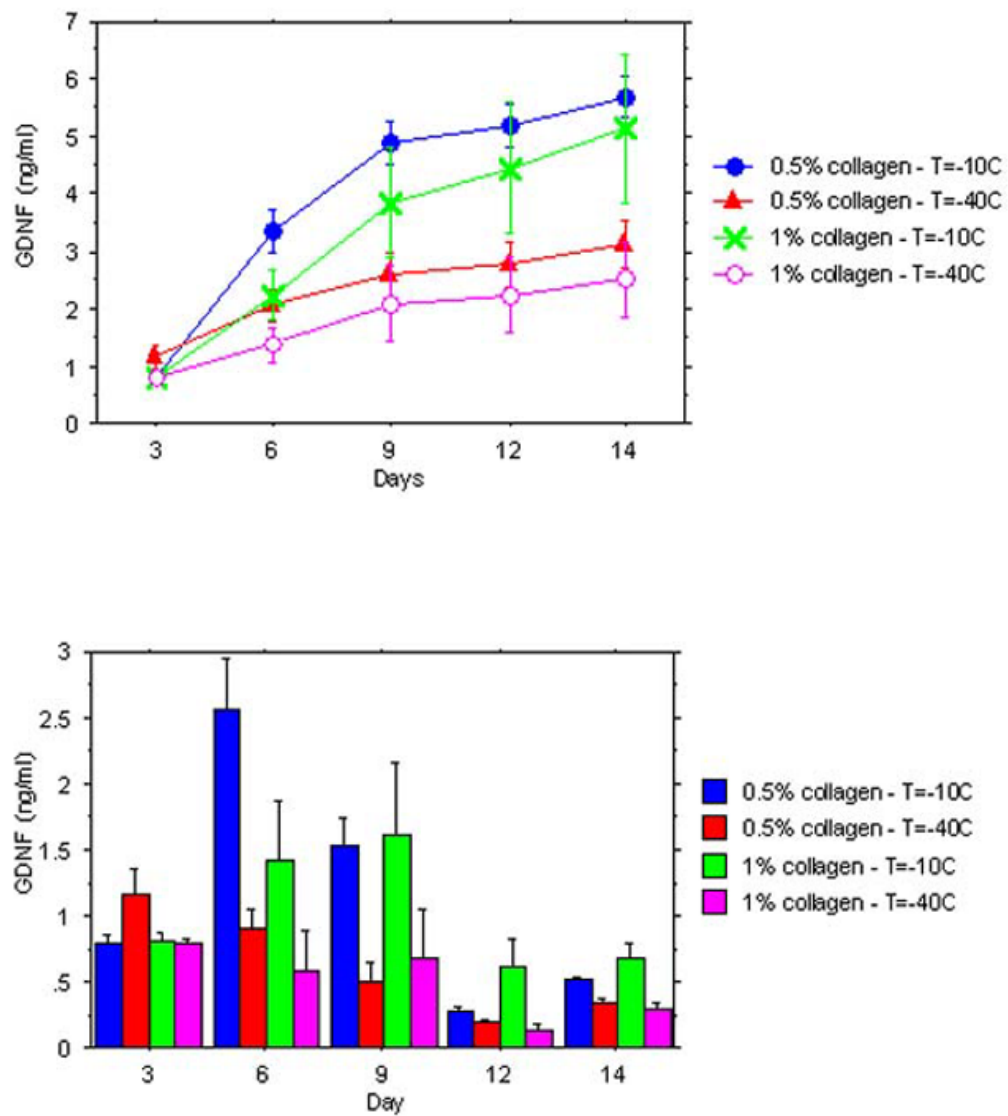 7
6
5
4
3
2
1
0
GDNF (ng/ml)
3 6 9 12 14
Days
0.5% collagen - T=-10C
0.5% collagen - T=-40C
1% collagen - T=-10C
1% collagen - T=-40C
3
2.5
2
1.5
1
.5
0
GDNF (ng/ml)
3 6 9 12 14
Day
0.5% collagen - T=-10C
0.5% collagen - T=-40C
1% collagen - T=-10C
1% collagen - T=-40C